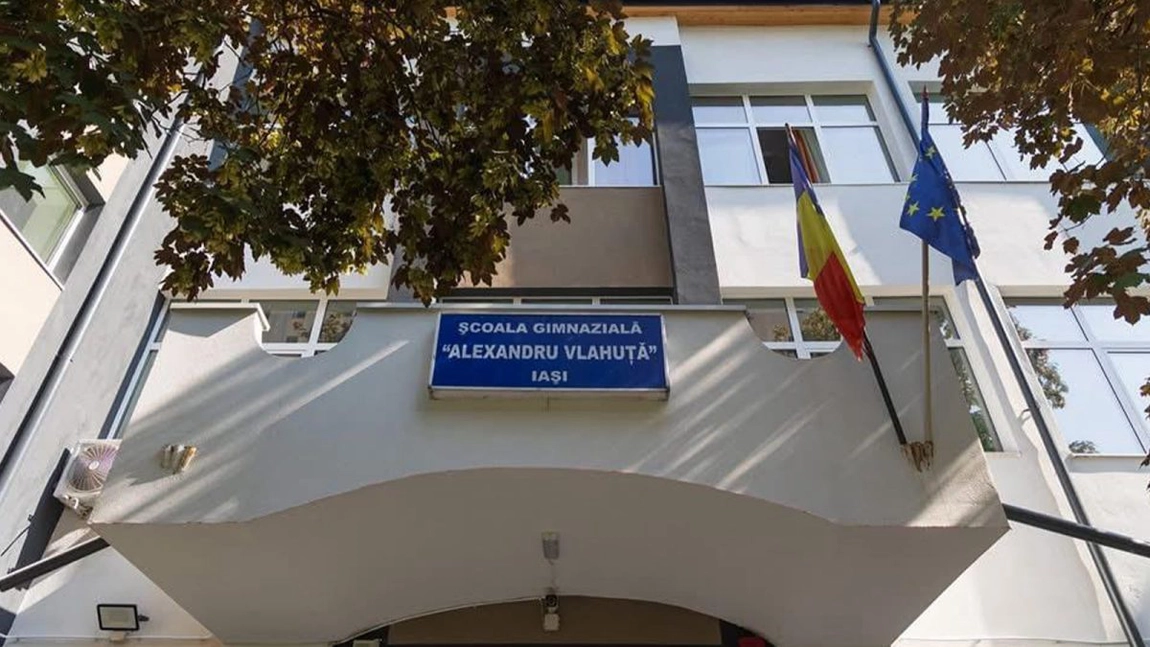 ŞCOALA GIMNAZIALĂ
“ALEXANDRU VLAHUŢĂ”
IAŞI